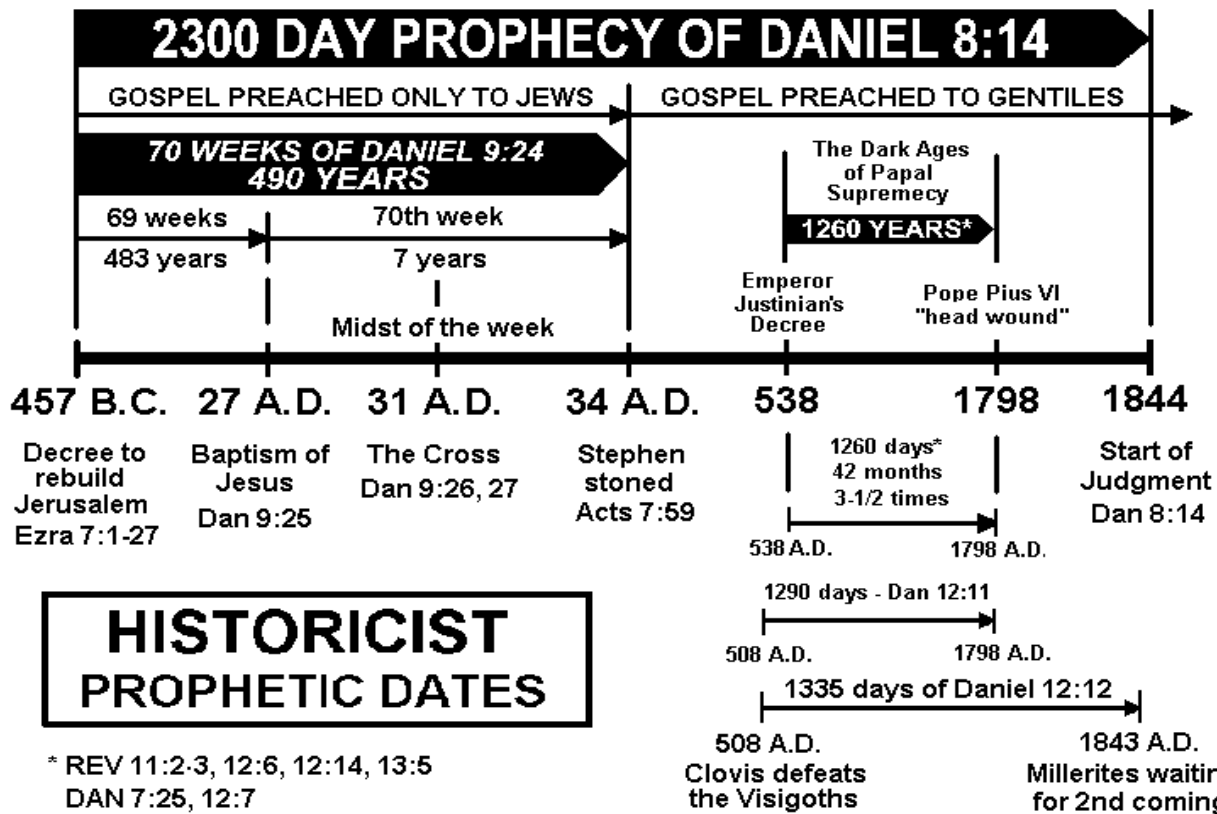 2300 DAY PROPHECY OF DANIEL 8:14
GOSPEL PREACHED ONLY TO JEWS
GOSPEL PREACHED TO GENTILES
70 WEEKS OF DANIEL 9:24
490 YEARS
The Dark Ages
of Papal
Supremecy
1260 YEARS*
69 weeks
70th week
483 years
7 years
Midst of the week
Emperor
Justinian's
Decree
Pope Pius VI
"head wound"
457 B.C.
27 A.D.
31 A.D.
34 A.D.
538
1798
1844
Decree to
rebuild
Jerusalem
Ezra 7:1-27
Baptism of
Jesus
Dan 9:25
The Cross
Dan 9:26, 27
Stephen
stoned
Acts 7:59
1260 days*
42 months
3-1/2 times
538 A.D.
1798 A.D.
Start of
Judgment
Dan 8:14
1290 days - Dan 12:11
508 A.D.
1798 A.D.
1335 days of Daniel 12:12
508 A.D.
Clovis defeats
the Visigoths
1843 A.D.
Millerites waitin
for 2nd coming
HISTORICIST
PROPHETIC DATES
* REV 11:2-3, 12:6, 12:14, 13:5
DAN 7:25, 12:7